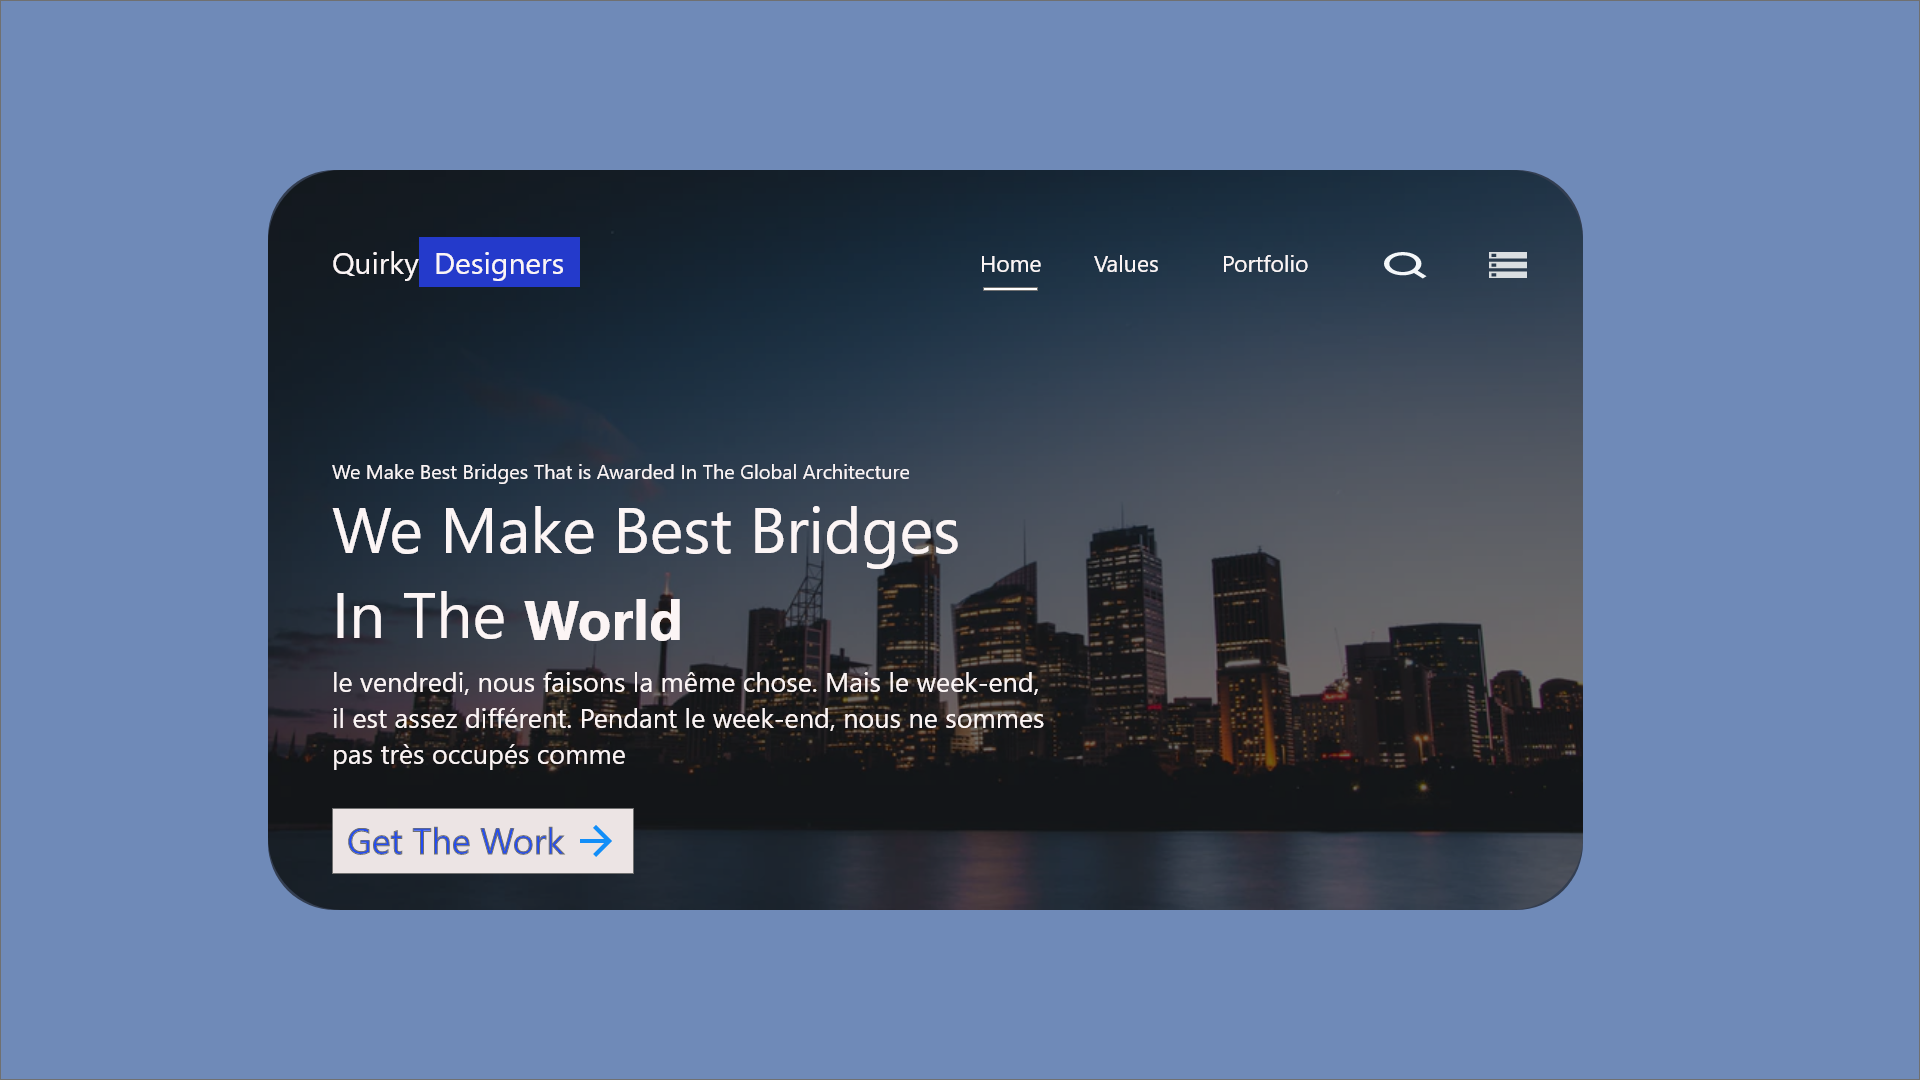 Quirky Designers
Home Values Portfolio
We Make Best Bridges That is Awarded In The Global Architecture
We Make Best Bridges
In The World
le vendredi, nous faisons la même chose. Mais le week-end,
il est assez différent. Pendant le week-end, nous ne sommes
pas très occupés comme
Get The Work